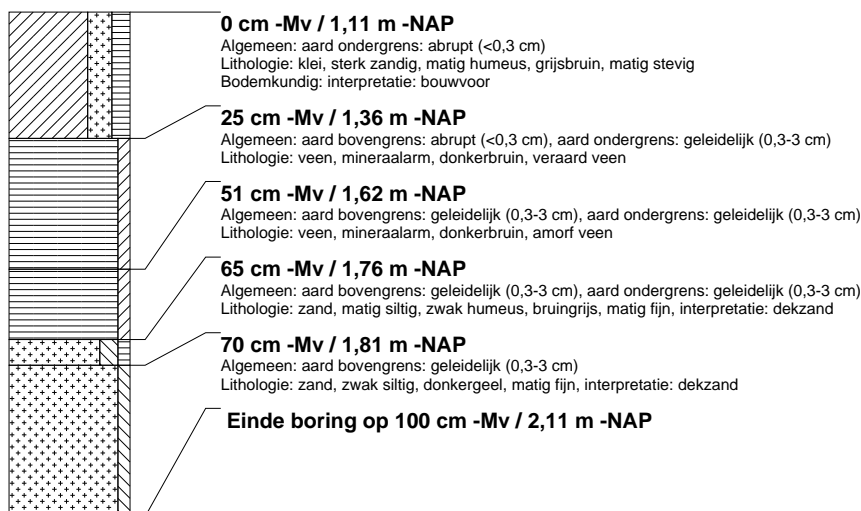 0 cm -Mv / 1,11 m -NAP
Algemeen: aard ondergrens: abrupt (<0,3 cm)
Lithologie: klei, sterk zandig, matig humeus, grijsbruin, matig stevig
Bodemkundig: interpretatie: bouwvoor
25 cm -Mv / 1,36 m -NAP
Algemeen: aard bovengrens: abrupt (<0,3 cm), aard ondergrens: geleidelijk (0,3-3 cm)
Lithologie: veen, mineraalarm, donkerbruin, veraard veen
51 cm -Mv / 1,62 m -NAP
Algemeen: aard bovengrens: geleidelijk (0,3-3 cm), aard ondergrens: geleidelijk (0,3-3 cm)
Lithologie: veen, mineraalarm, donkerbruin, amorf veen
65 cm -Mv / 1,76 m -NAP
Algemeen: aard bovengrens: geleidelijk (0,3-3 cm), aard ondergrens: geleidelijk (0,3-3 cm)
Lithologie: zand, matig siltig, zwak humeus, bruingrijs, matig fijn, interpretatie: dekzand
70 cm -Mv / 1,81 m -NAP
Algemeen: aard bovengrens: geleidelijk (0,3-3 cm)
Lithologie: zand, zwak siltig, donkergeel, matig fijn, interpretatie: dekzand
Einde boring op 100 cm -Mv / 2,11 m -NAP